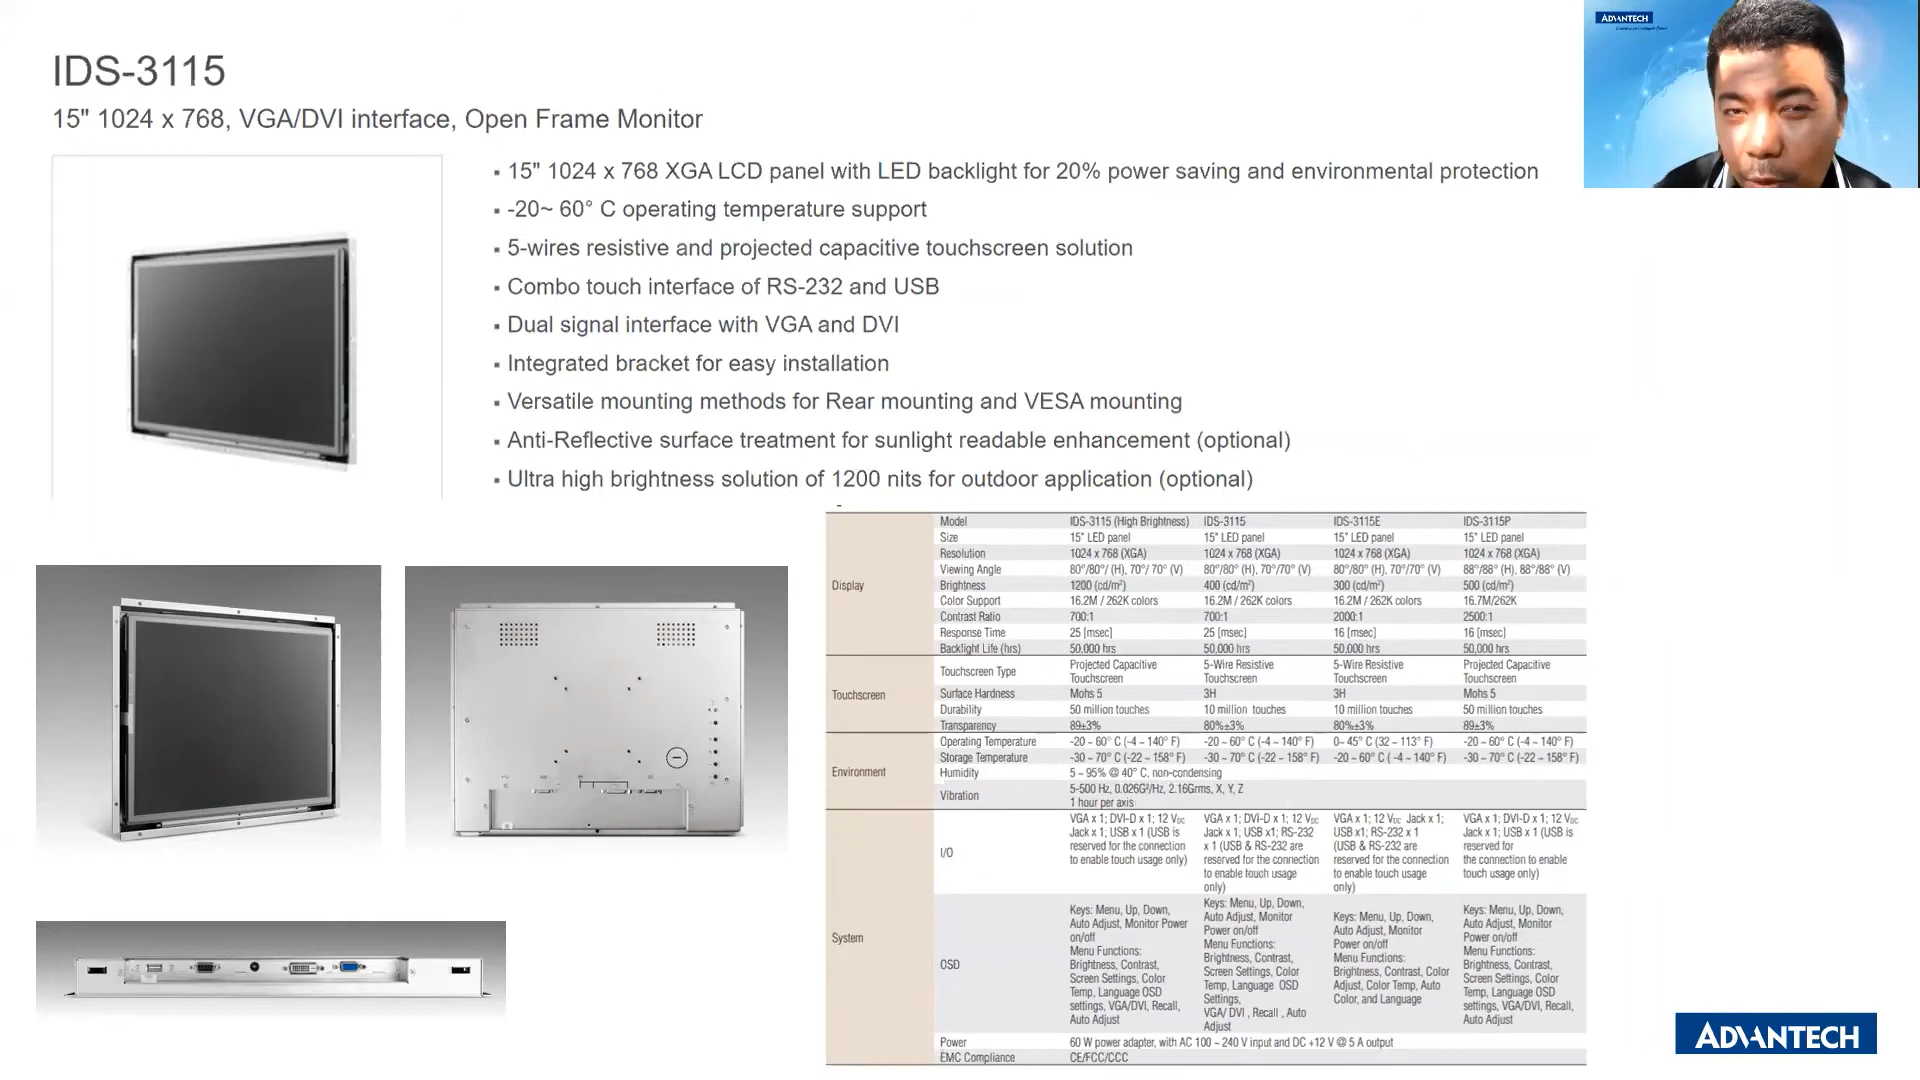 ADVANTECH
IDS-3115
15" 1024 x 768, VGA/DVI interface, Open Frame Monitor
▪ 15" 1024 x 768 XGA LCD panel with LED backlight for 20% power saving and environmental protection
▪ -20~ 60° C operating temperature support
▪ 5-wires resistive and projected capacitive touchscreen solution
▪ Combo touch interface of RS-232 and USB
▪ Dual signal interface with VGA and DVI
▪ Integrated bracket for easy installation
▪ Versatile mounting methods for Rear mounting and VESA mounting
▪ Anti-Reflective surface treatment for sunlight readable enhancement (optional)
▪ Ultra high brightness solution of 1200 nits for outdoor application (optional)
Display
Model IDS-3115 (High Brightness) IDS-3115 IDS-3115E IDS-3115P
Size 15" LED panel 15" LED panel 15" LED panel 15" LED panel
Resolution 1024 x 768 (XGA) 1024 x 768 (XGA) 1024 x 768 (XGA) 1024 x 768 (XGA)
Viewing Angle 80°/80°/ (H), 70°/ 70° (V) 80°/80° (H), 70°/70° (V) 80°/80° (H), 70°/70° (V) 88°/88° (H), 88°/88° (V)
Brightness 1200 (cd/m²) 400 (cd/m²) 300 (cd/m²) 500 (cd/m²)
Color Support 16.2M / 262K colors 16.2M / 262K colors 16.2M / 262K colors 16.7M/262K
Contrast Ratio 700:1 700:1 2000:1 2500:1
Response Time 25 [msec] 25 [msec] 16 [msec] 16 [msec]
Backlight Life (hrs) 50,000 hrs 50,000 hrs 50,000 hrs 50,000 hrs
Touchscreen
Touchscreen Type Projected Capacitive 5-Wire Resistive 5-Wire Resistive Projected Capacitive
Touchscreen Touchscreen Touchscreen Touchscreen
Surface Hardness Mohs 5 3H 3H Mohs 5
Durability 50 million touches 10 million touches 10 million touches 50 million touches
Transparency 89±3% 80%±3% 80%±3% 89±3%
Environment
Operating Temperature -20 ~ 60° C (-4 ~ 140° F) -20 ~ 60° C (-4 ~ 140° F) 0~ 45° C (32 ~ 113° F) -20 ~ 60° C (-4 ~ 140° F)
Storage Temperature -30 ~ 70° C (-22 ~ 158° F) -30 ~ 70° C (-22 ~ 158° F) -20 ~ 60° C ( -4 ~ 140° F) -30 ~ 70° C (-22 ~ 158° F)
Humidity 5 ~ 95% @ 40° C, non-condensing
Vibration 5-500 Hz, 0.026G²/Hz, 2.16Grms, X, Y, Z
1 hour per axis
System
I/O
VGA x 1; DVI-D x 1; 12 VDC
Jack x 1; USB x 1 (USB is
reserved for the connection
to enable touch usage only)
VGA x 1; DVI-D x 1; 12 VDC
Jack x 1; USB x1; RS-232
x 1 (USB & RS-232 are
reserved for the connection
to enable touch usage
only)
VGA x 1; 12 VDC Jack x 1;
USB x1; RS-232 x 1
(USB & RS-232 are
reserved for the connection
to enable touch usage
only)
VGA x 1; DVI-D x 1; 12 VDC
Jack x 1; USB x 1 (USB is
reserved for
the connection to enable
touch usage only)
OSD
Keys: Menu, Up, Down,
Auto Adjust, Monitor Power
on/off
Menu Functions:
Brightness, Contrast,
Screen Settings, Color
Temp, Language OSD
settings, VGA/DVI, Recall,
Auto Adjust
Keys: Menu, Up, Down,
Auto Adjust, Monitor
Power on/off
Menu Functions:
Brightness, Contrast,
Screen Settings, Color
Temp, Language OSD
Settings,
VGA/ DVI , Recall , Auto
Adjust
Keys: Menu, Up, Down,
Auto Adjust, Monitor
Power on/off
Menu Functions:
Brightness, Contrast, Color
Adjust, Color Temp, Auto
Color, and Language
Keys: Menu, Up, Down,
Auto Adjust, Monitor
Power on/off
Menu Functions:
Brightness, Contrast,
Screen Settings, Color
Temp, Language OSD
settings, VGA/DVI, Recall,
Auto Adjust
Power 60 W power adapter, with AC 100 ~ 240 V input and DC +12 V @ 5 A output
EMC Compliance CE/FCC/CCC
ADVANTECH